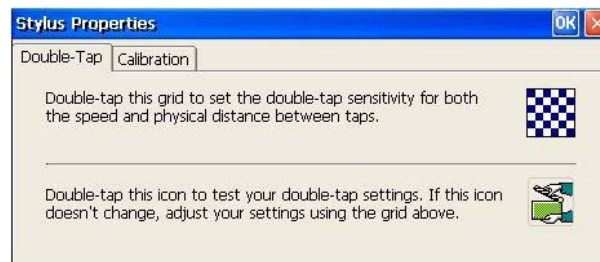 Stylus Properties OK
Double-Tap Calibration
Double-tap this grid to set the double-tap sensitivity for both
the speed and physical distance between taps.
Double-tap this icon to test your double-tap settings. If this icon
doesn't change, adjust your settings using the grid above.